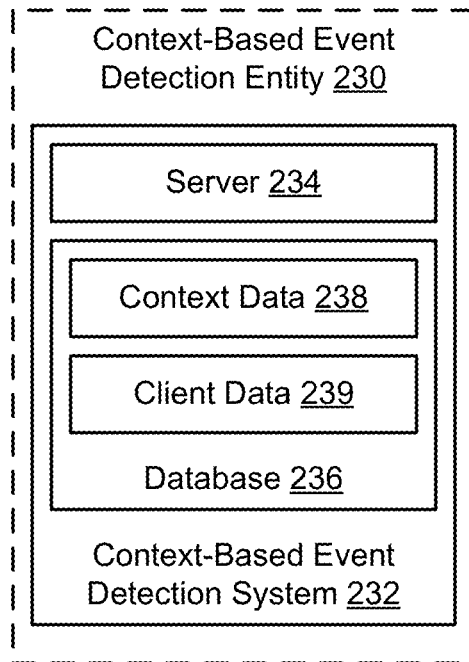 Context-Based Event
Detection Entity 230
Server 234
Context Data 238
Client Data 239
Database 236
Context-Based Event
Detection System 232